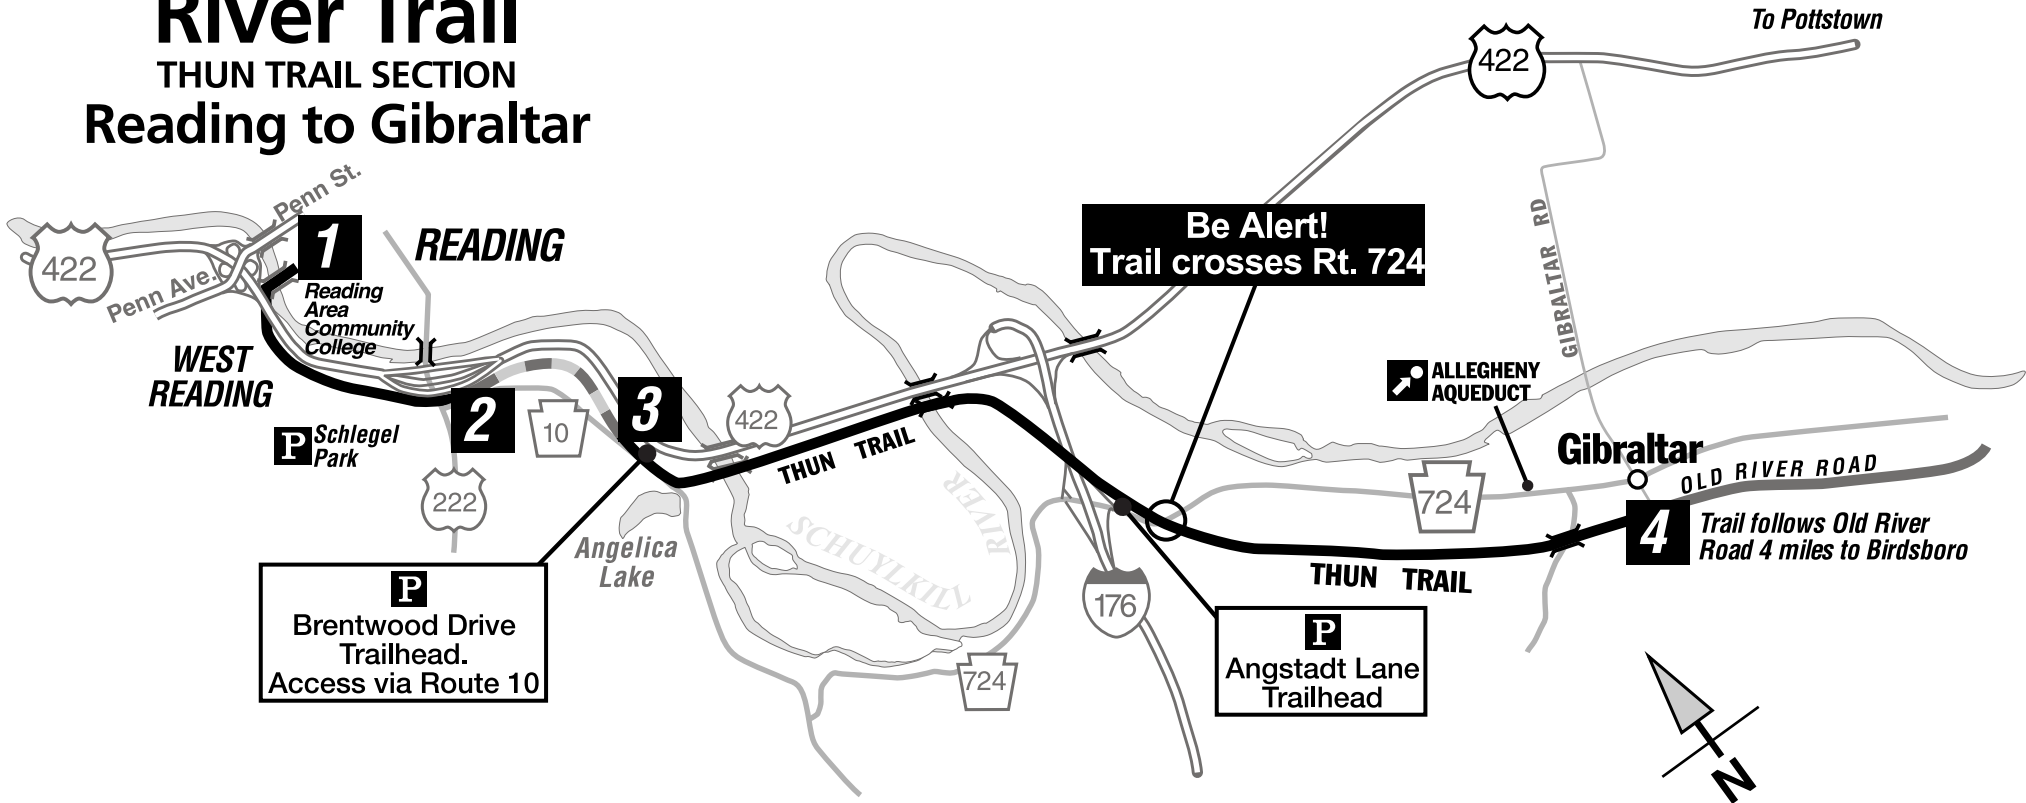 River Trail
THUN TRAIL SECTION
Reading to Gibraltar
To Pottstown
422
Penn St.
1
READING
Be Alert!
Trail crosses Rt. 724
GIBRALTAR RD
422
Penn Ave.
Reading
Area
Community
College
WEST
READING
ALLEGHENY
AQUEDUCT
2
10
3
422
THUN TRAIL
P
Schlegel
Park
222
RIVER
SCHUYLKILL
Gibraltar
OLD RIVER ROAD
724
4
Trail follows Old River
Road 4 miles to Birdsboro
Angelica
Lake
THUN TRAIL
P
Brentwood Drive
Trailhead.
Access via Route 10
176
724
P
Angstadt Lane
Trailhead
N